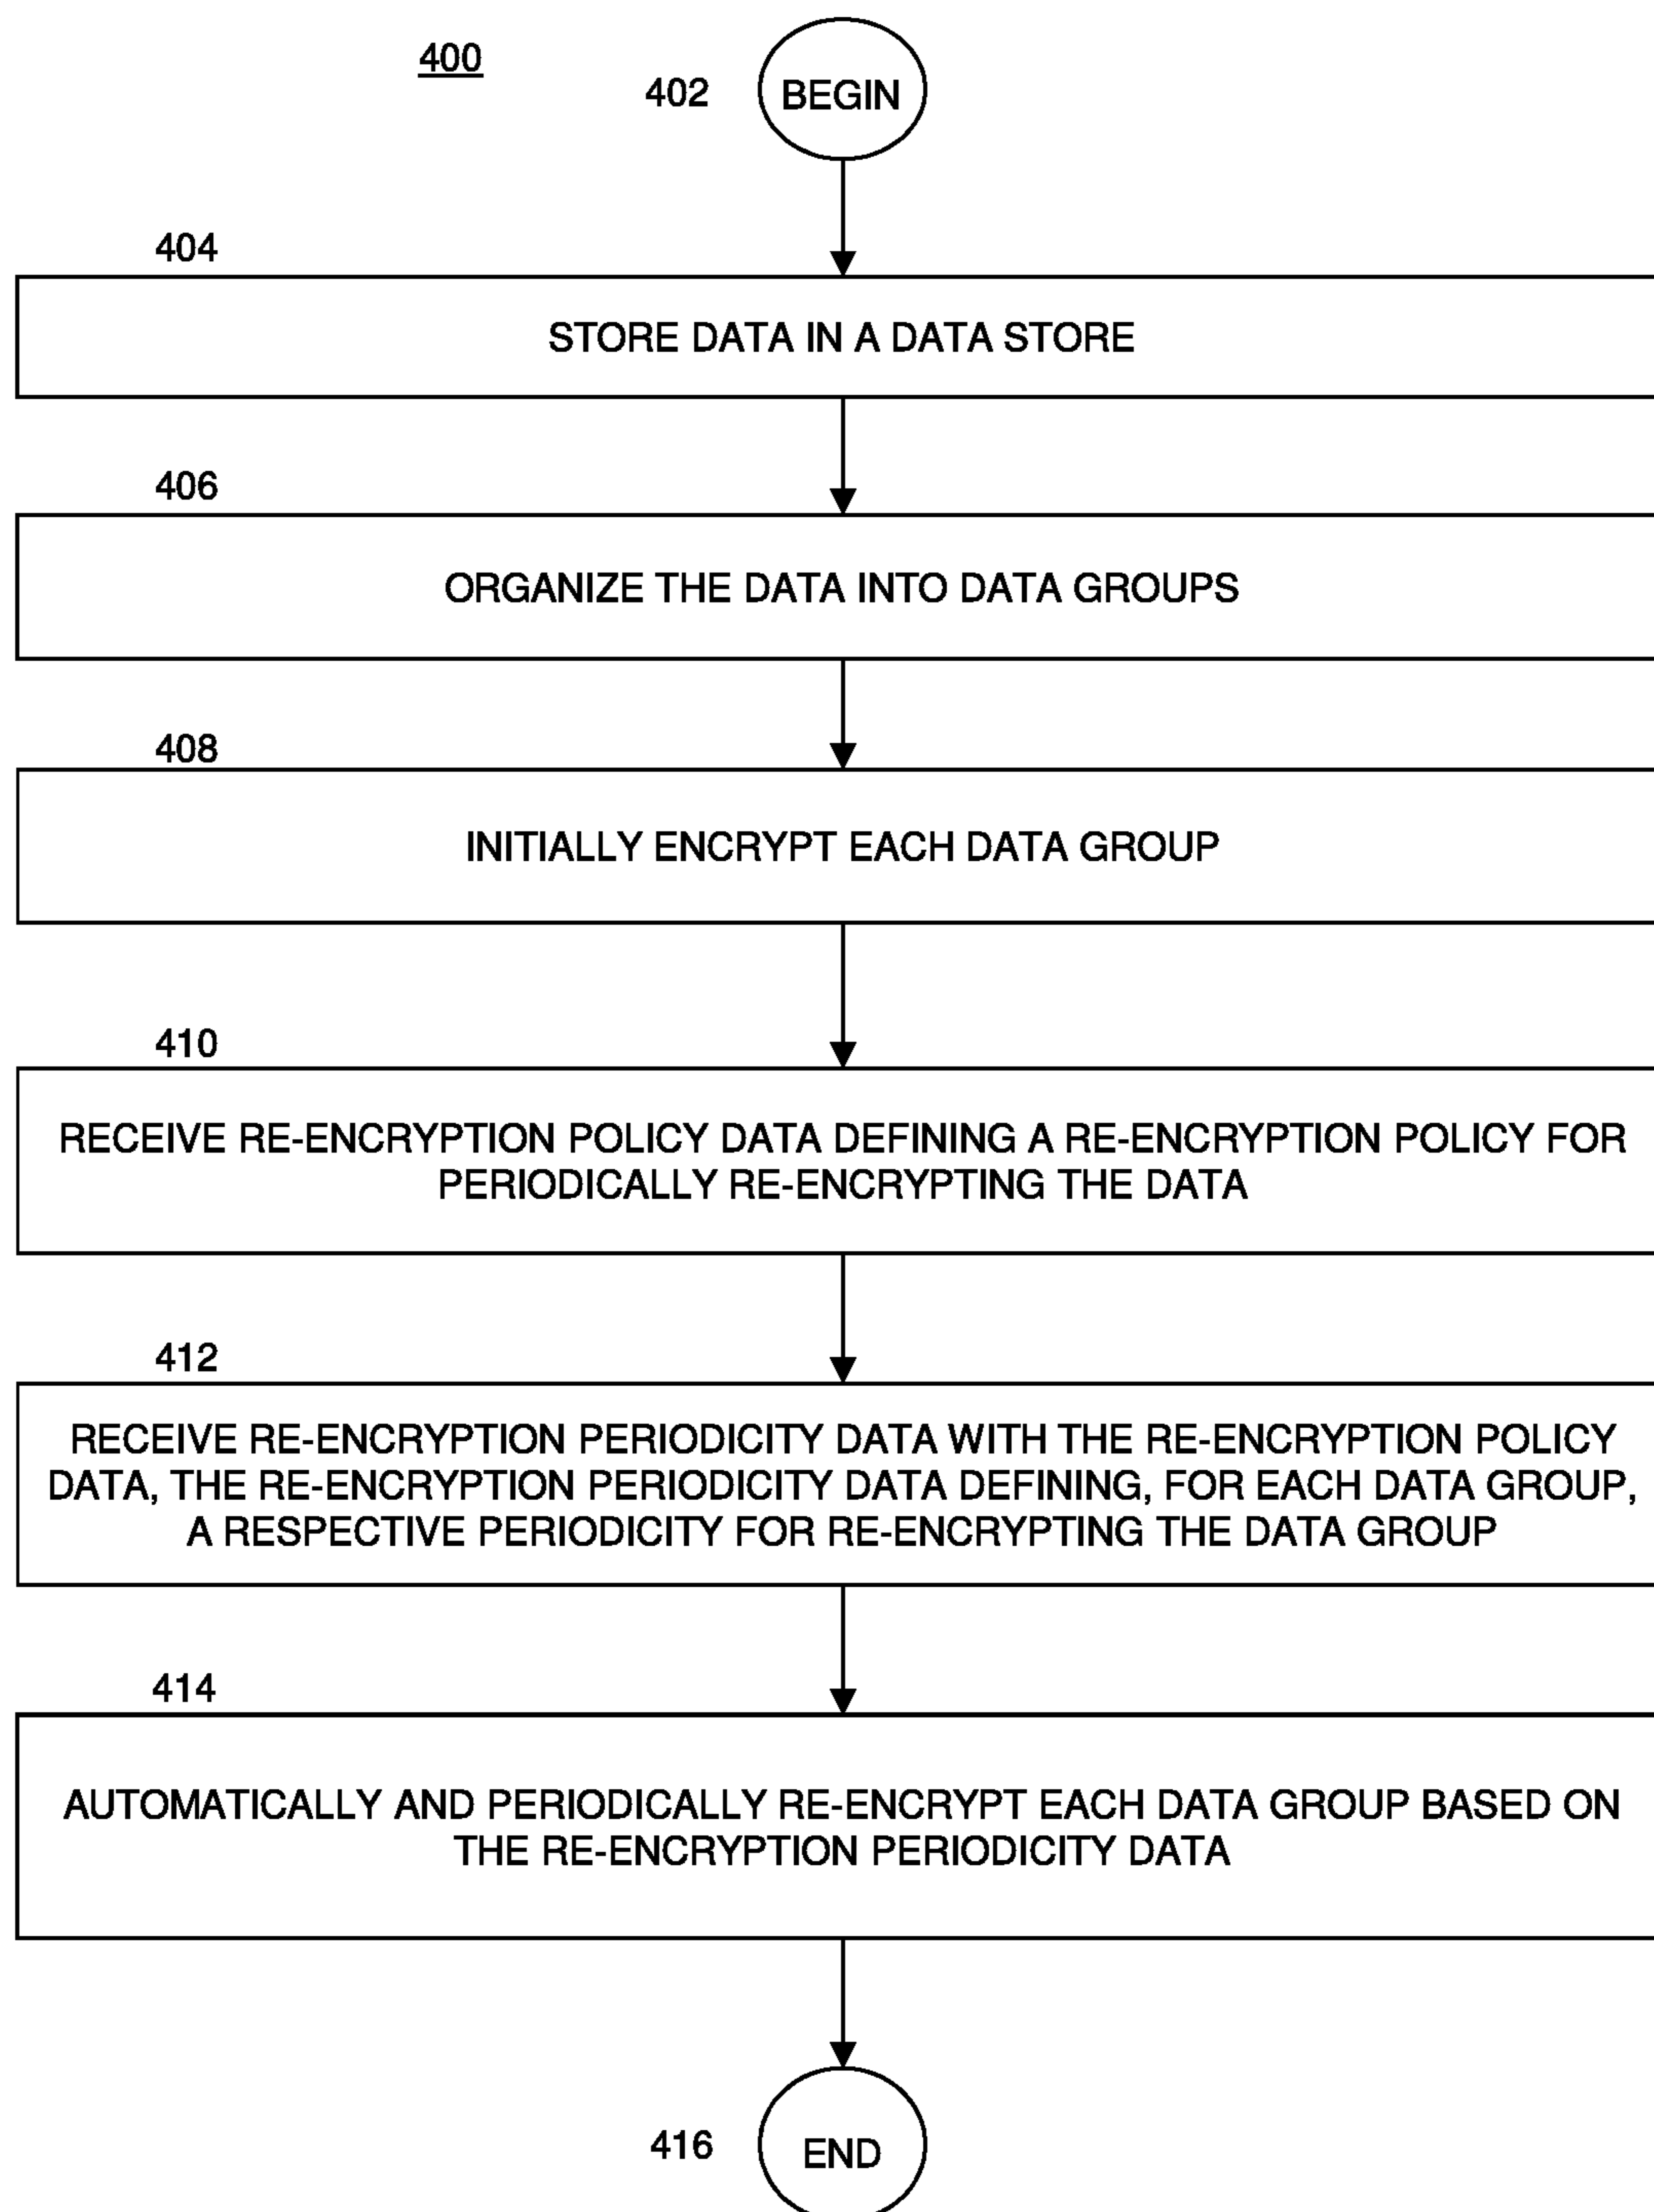 400
402
BEGIN
404
STORE DATA IN A DATA STORE
406
ORGANIZE THE DATA INTO DATA GROUPS
408
INITIALLY ENCRYPT EACH DATA GROUP
410
RECEIVE RE-ENCRYPTION POLICY DATA DEFINING A RE-ENCRYPTION POLICY FOR
PERIODICALLY RE-ENCRYPTING THE DATA
412
RECEIVE RE-ENCRYPTION PERIODICITY DATA WITH THE RE-ENCRYPTION POLICY
DATA, THE RE-ENCRYPTION PERIODICITY DATA DEFINING, FOR EACH DATA GROUP,
A RESPECTIVE PERIODICITY FOR RE-ENCRYPTING THE DATA GROUP
414
AUTOMATICALLY AND PERIODICALLY RE-ENCRYPT EACH DATA GROUP BASED ON
THE RE-ENCRYPTION PERIODICITY DATA
416
END